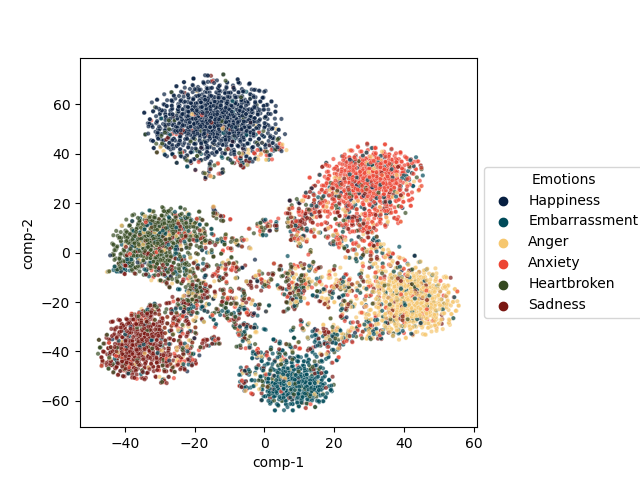 60
40
20
0
−20
−40
−60
comp-2
−40
−20
0
20
40
60
comp-1
Emotions
Happiness
Embarrassment
Anger
Anxiety
Heartbroken
Sadness